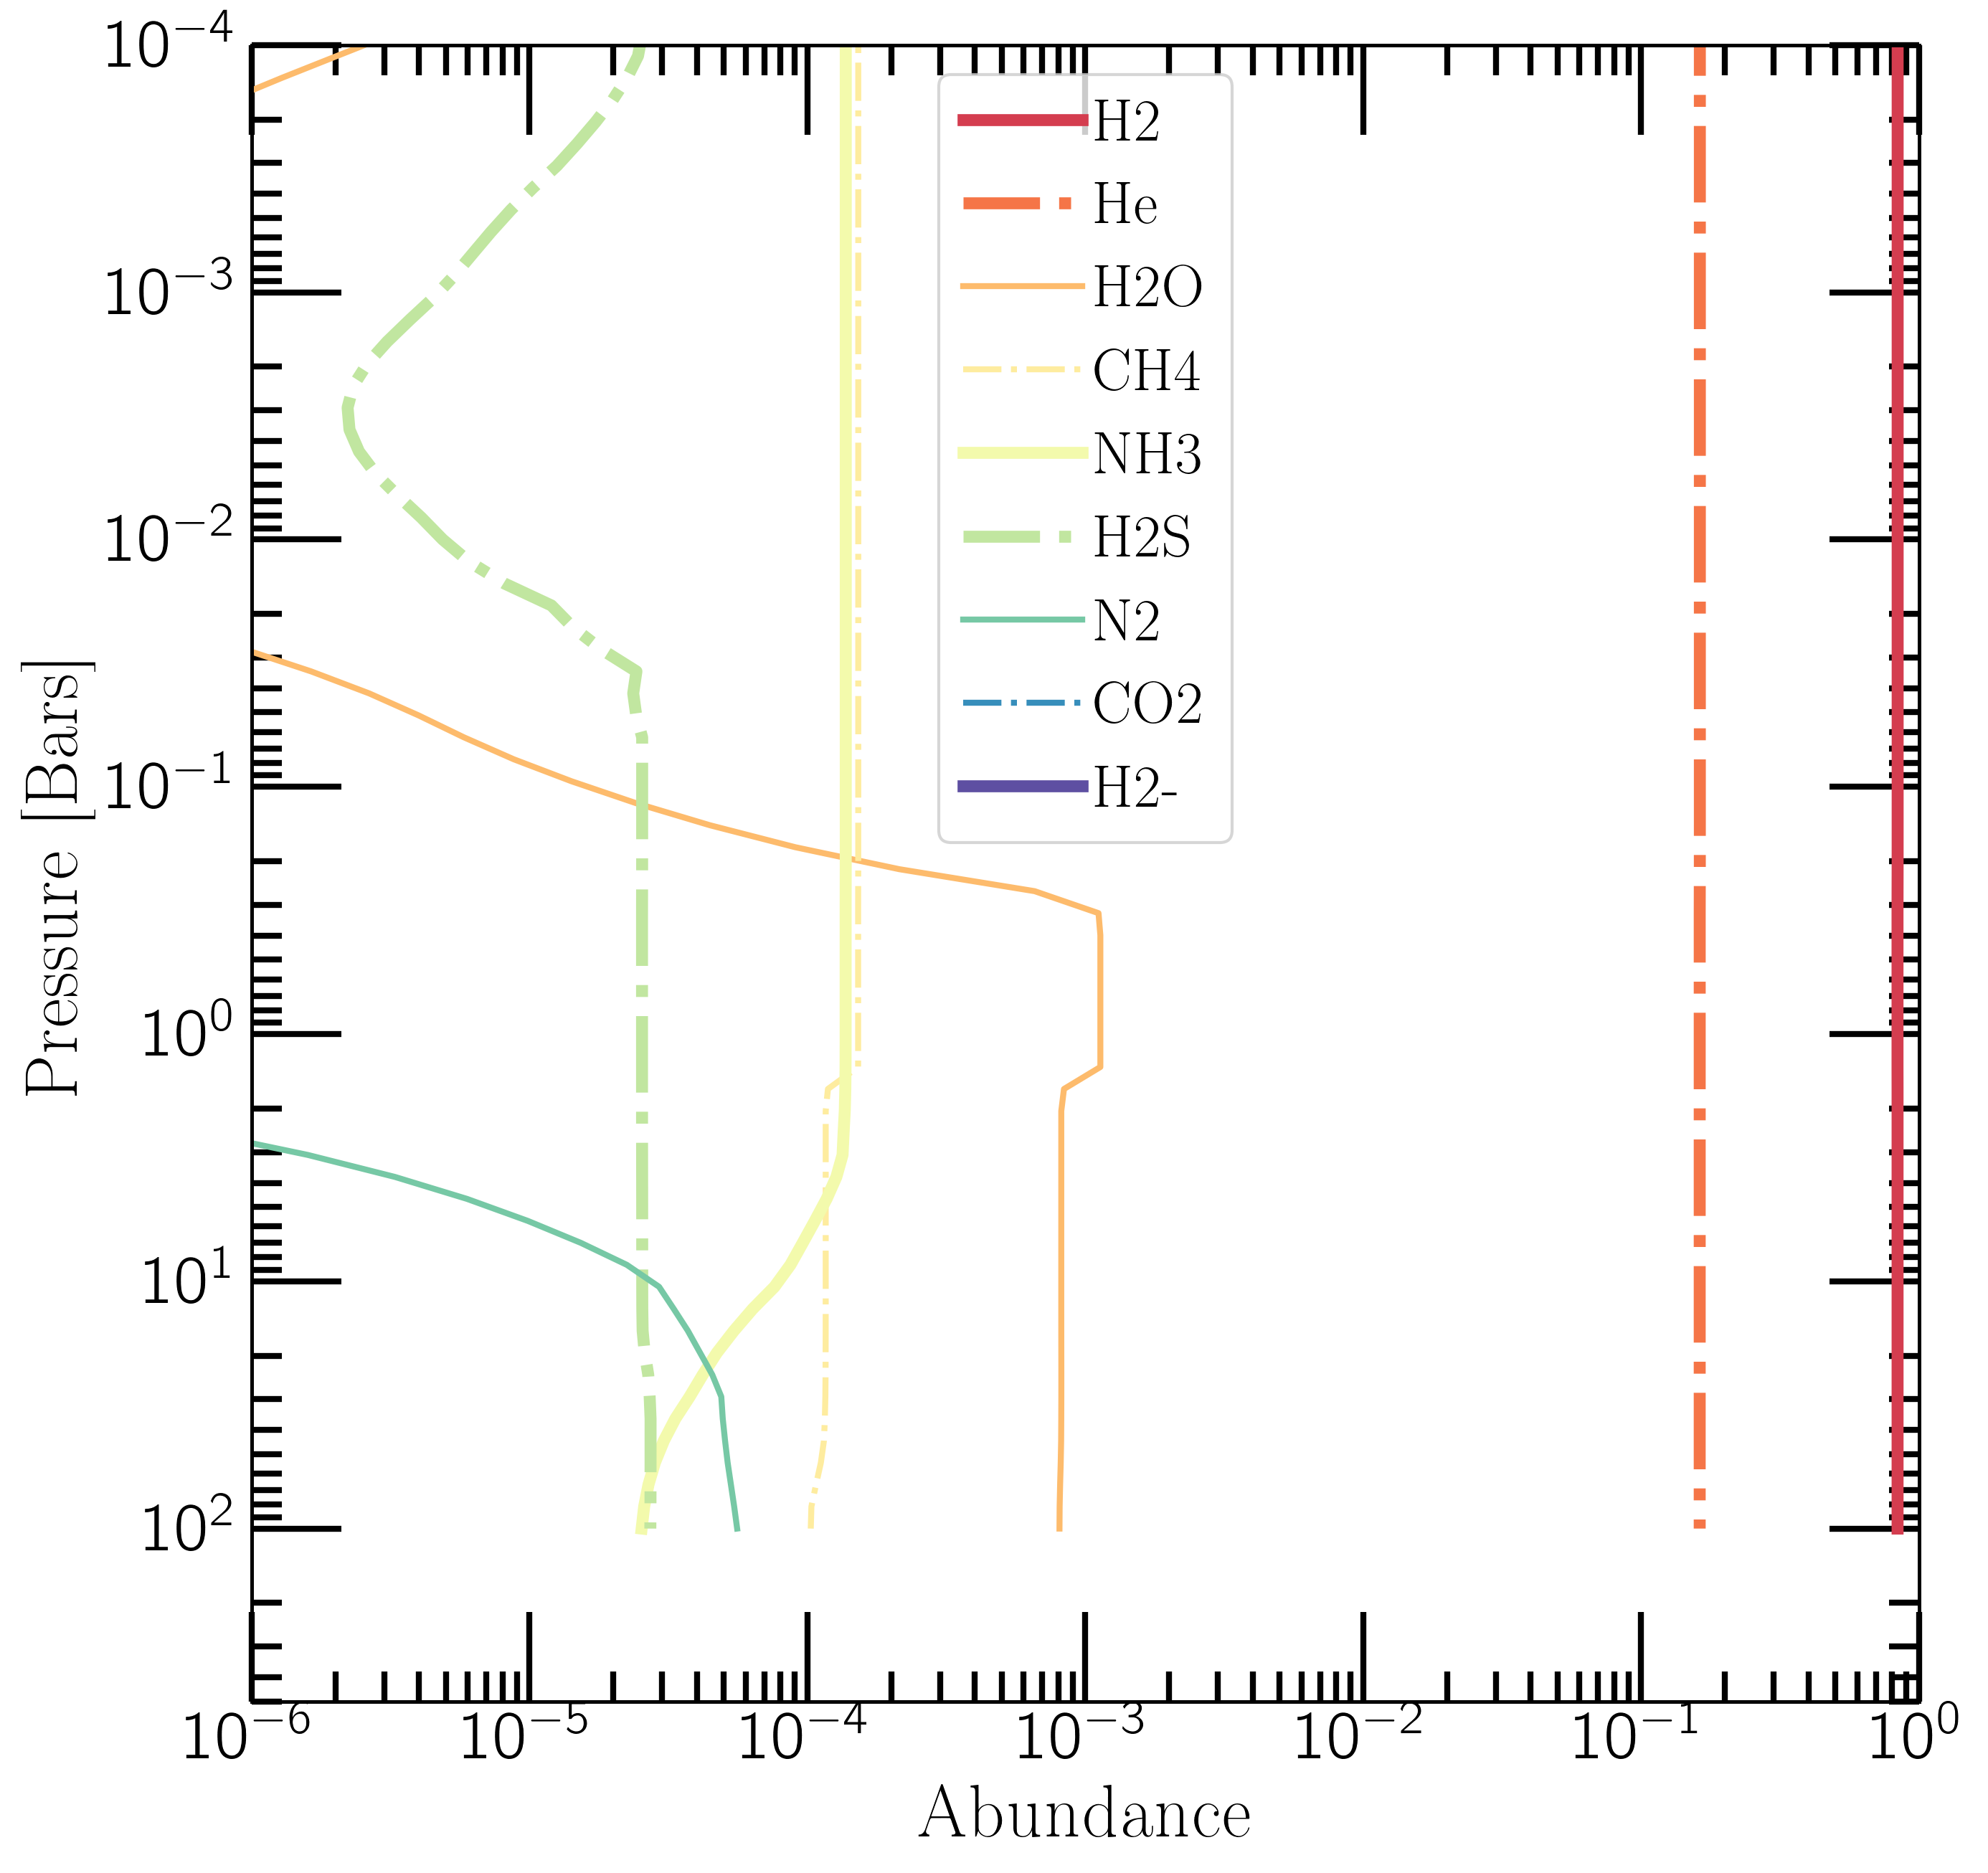 10⁻⁴
10⁻³
10⁻²
10⁻¹
10⁰
10¹
10²
Pressure [Bars]
H2
He
H2O
CH4
NH3
H2S
N2
CO2
H2-
10⁻⁶ 10⁻⁵ 10⁻⁴ 10⁻³ 10⁻² 10⁻¹ 10⁰
Abundance